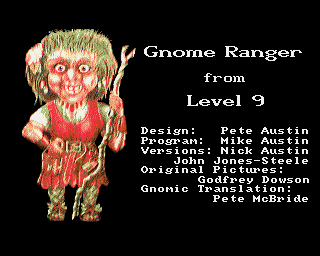 Gnome Ranger
from
Level 9
Design: Pete Austin
Program: Mike Austin
Versions: Nick Austin
John Jones-Steele
Original Pictures:
Godfrey Dowson
Gnomic Translation:
Pete McBride